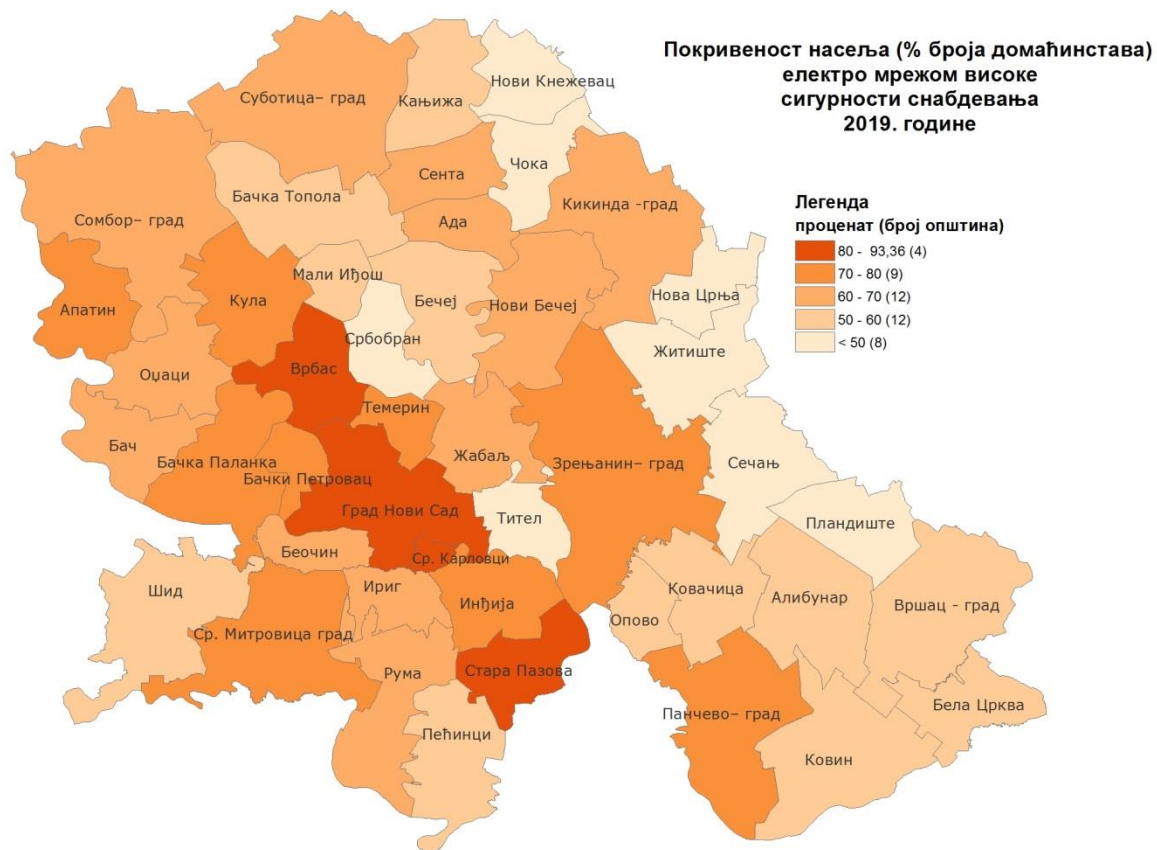 Покривеност насеља (% броја домаћинстава)
електро мрежом високе
сигурности снабдевања
2019. године
Легенда
проценат (број општина)
80 - 93,36 (4)
70 - 80 (9)
60 - 70 (12)
50 - 60 (12)
< 50 (8)
Нови Кнежевац
Суботица– град
Кањижа
Чока
Сента
Бачка Топола
Кикинда -град
Сомбор– град
Ада
Мали Иђош
Бечеј
Нови Бечеј
Нова Црња
Апатин
Кула
Србобран
Житиште
Врбас
Оџаци
Темерин
Бач
Жабаљ
Бачка Паланка
Зрењанин– град
Сечањ
Бачки Петровац
Град Нови Сад
Тител
Пландиште
Беочин
Ср. Карловци
Шид
Ириг
Ковачица
Инђија
Алибунар
Вршац - град
Опово
Ср. Митровица град
Рума
Стара Пазова
Бела Црква
Панчево– град
Пећинци
Ковин